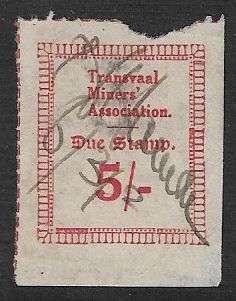 Transvaal
Miners'
Association.
Due Stamp.
5/-